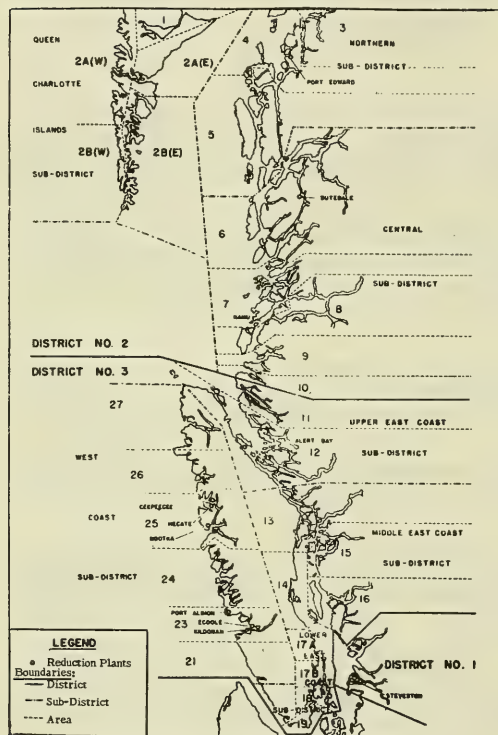 1
3
QUEEN
4
NORTHERN
2A(W)
2A(E)
SUB-DISTRICT
PORT EDWARD
CHARLOTTE
5
ISLANDS
2B(W)
2B(E)
SUB-DISTRICT
BUTEDALE
6
CENTRAL
7
SUB-DISTRICT
8
NAMU
9
DISTRICT NO. 2
DISTRICT NO. 3
10
27
11
UPPER EAST COAST
ALERT BAY
12
SUB-DISTRICT
WEST
26
CEEPEECEE
13
COAST
25
HECATE
NOOTKA
MIDDLE EAST COAST
15
SUB-DISTRICT
SUB-DISTRICT
24
14
16
PORT ALBION
23
ECOOLE
KILDONAN
LOWER
17A
EAST
21
DISTRICT NO. 1
17B
COAST
STEVESTON
18
SUB-DISTRICT
19
LEGEND
Reduction Plants
Boundaries:
District
Sub-District
Area